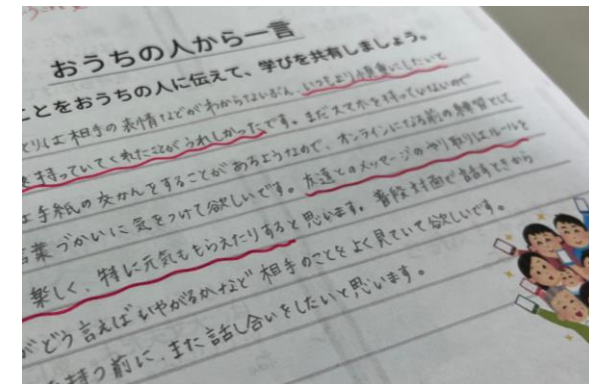 おうちの人から一言
ことをおうちの人に伝えて、学びを共有しましょう。
とりは相手の表情などがわからないぶん、いつもより慎重にしたいと
持っていてくれたことがうれしかったです。まだスマホを持っていないので
手紙の交かんをすることがあるようなので、オンラインになる前の練習として
言葉づかいに気をつけて欲しいです。友達とのメッセージのやり取りはルールを
楽しく、特に元気ももらえたりすると思います。普段対面で話すときから
がどう言えばいやがるかなど相手のことをよく見ていて欲しいです。
持つ前に、また話し合いをしたいと思います。